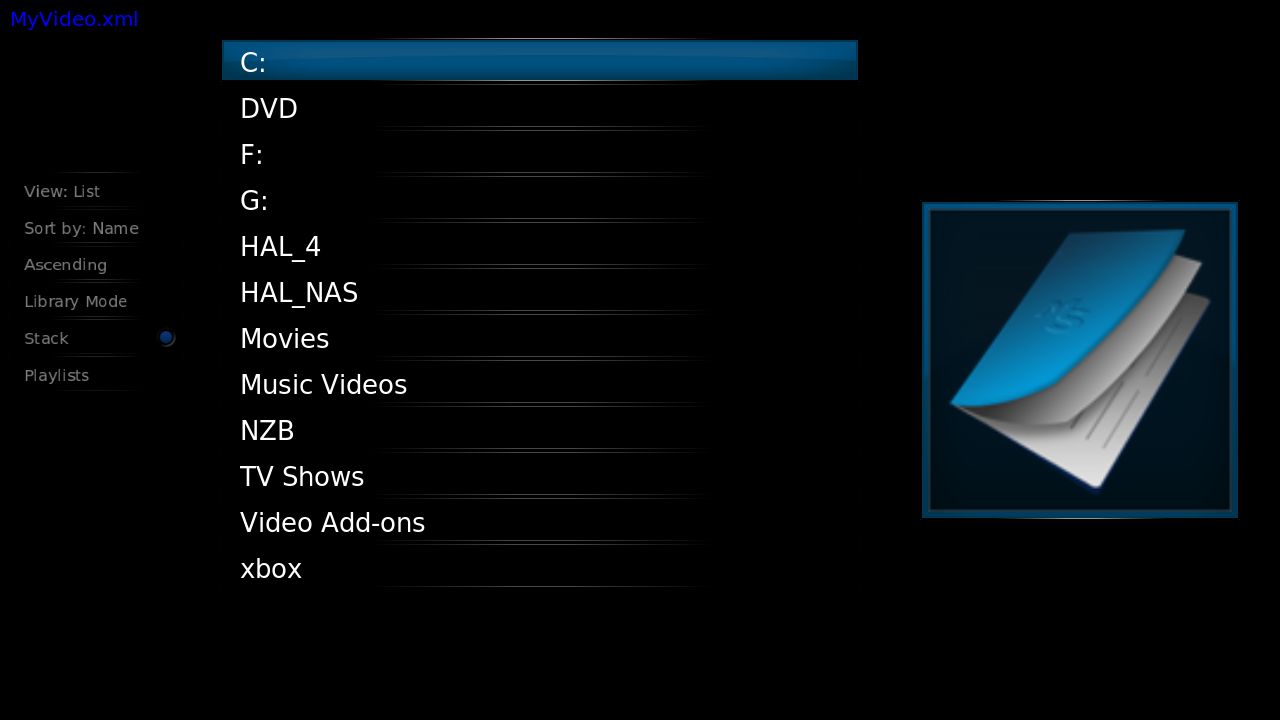 MyVideo.xml
View: List
Sort by: Name
Ascending
Library Mode
Stack
Playlists
C:
DVD
F:
G:
HAL_4
HAL_NAS
Movies
Music Videos
NZB
TV Shows
Video Add-ons
xbox